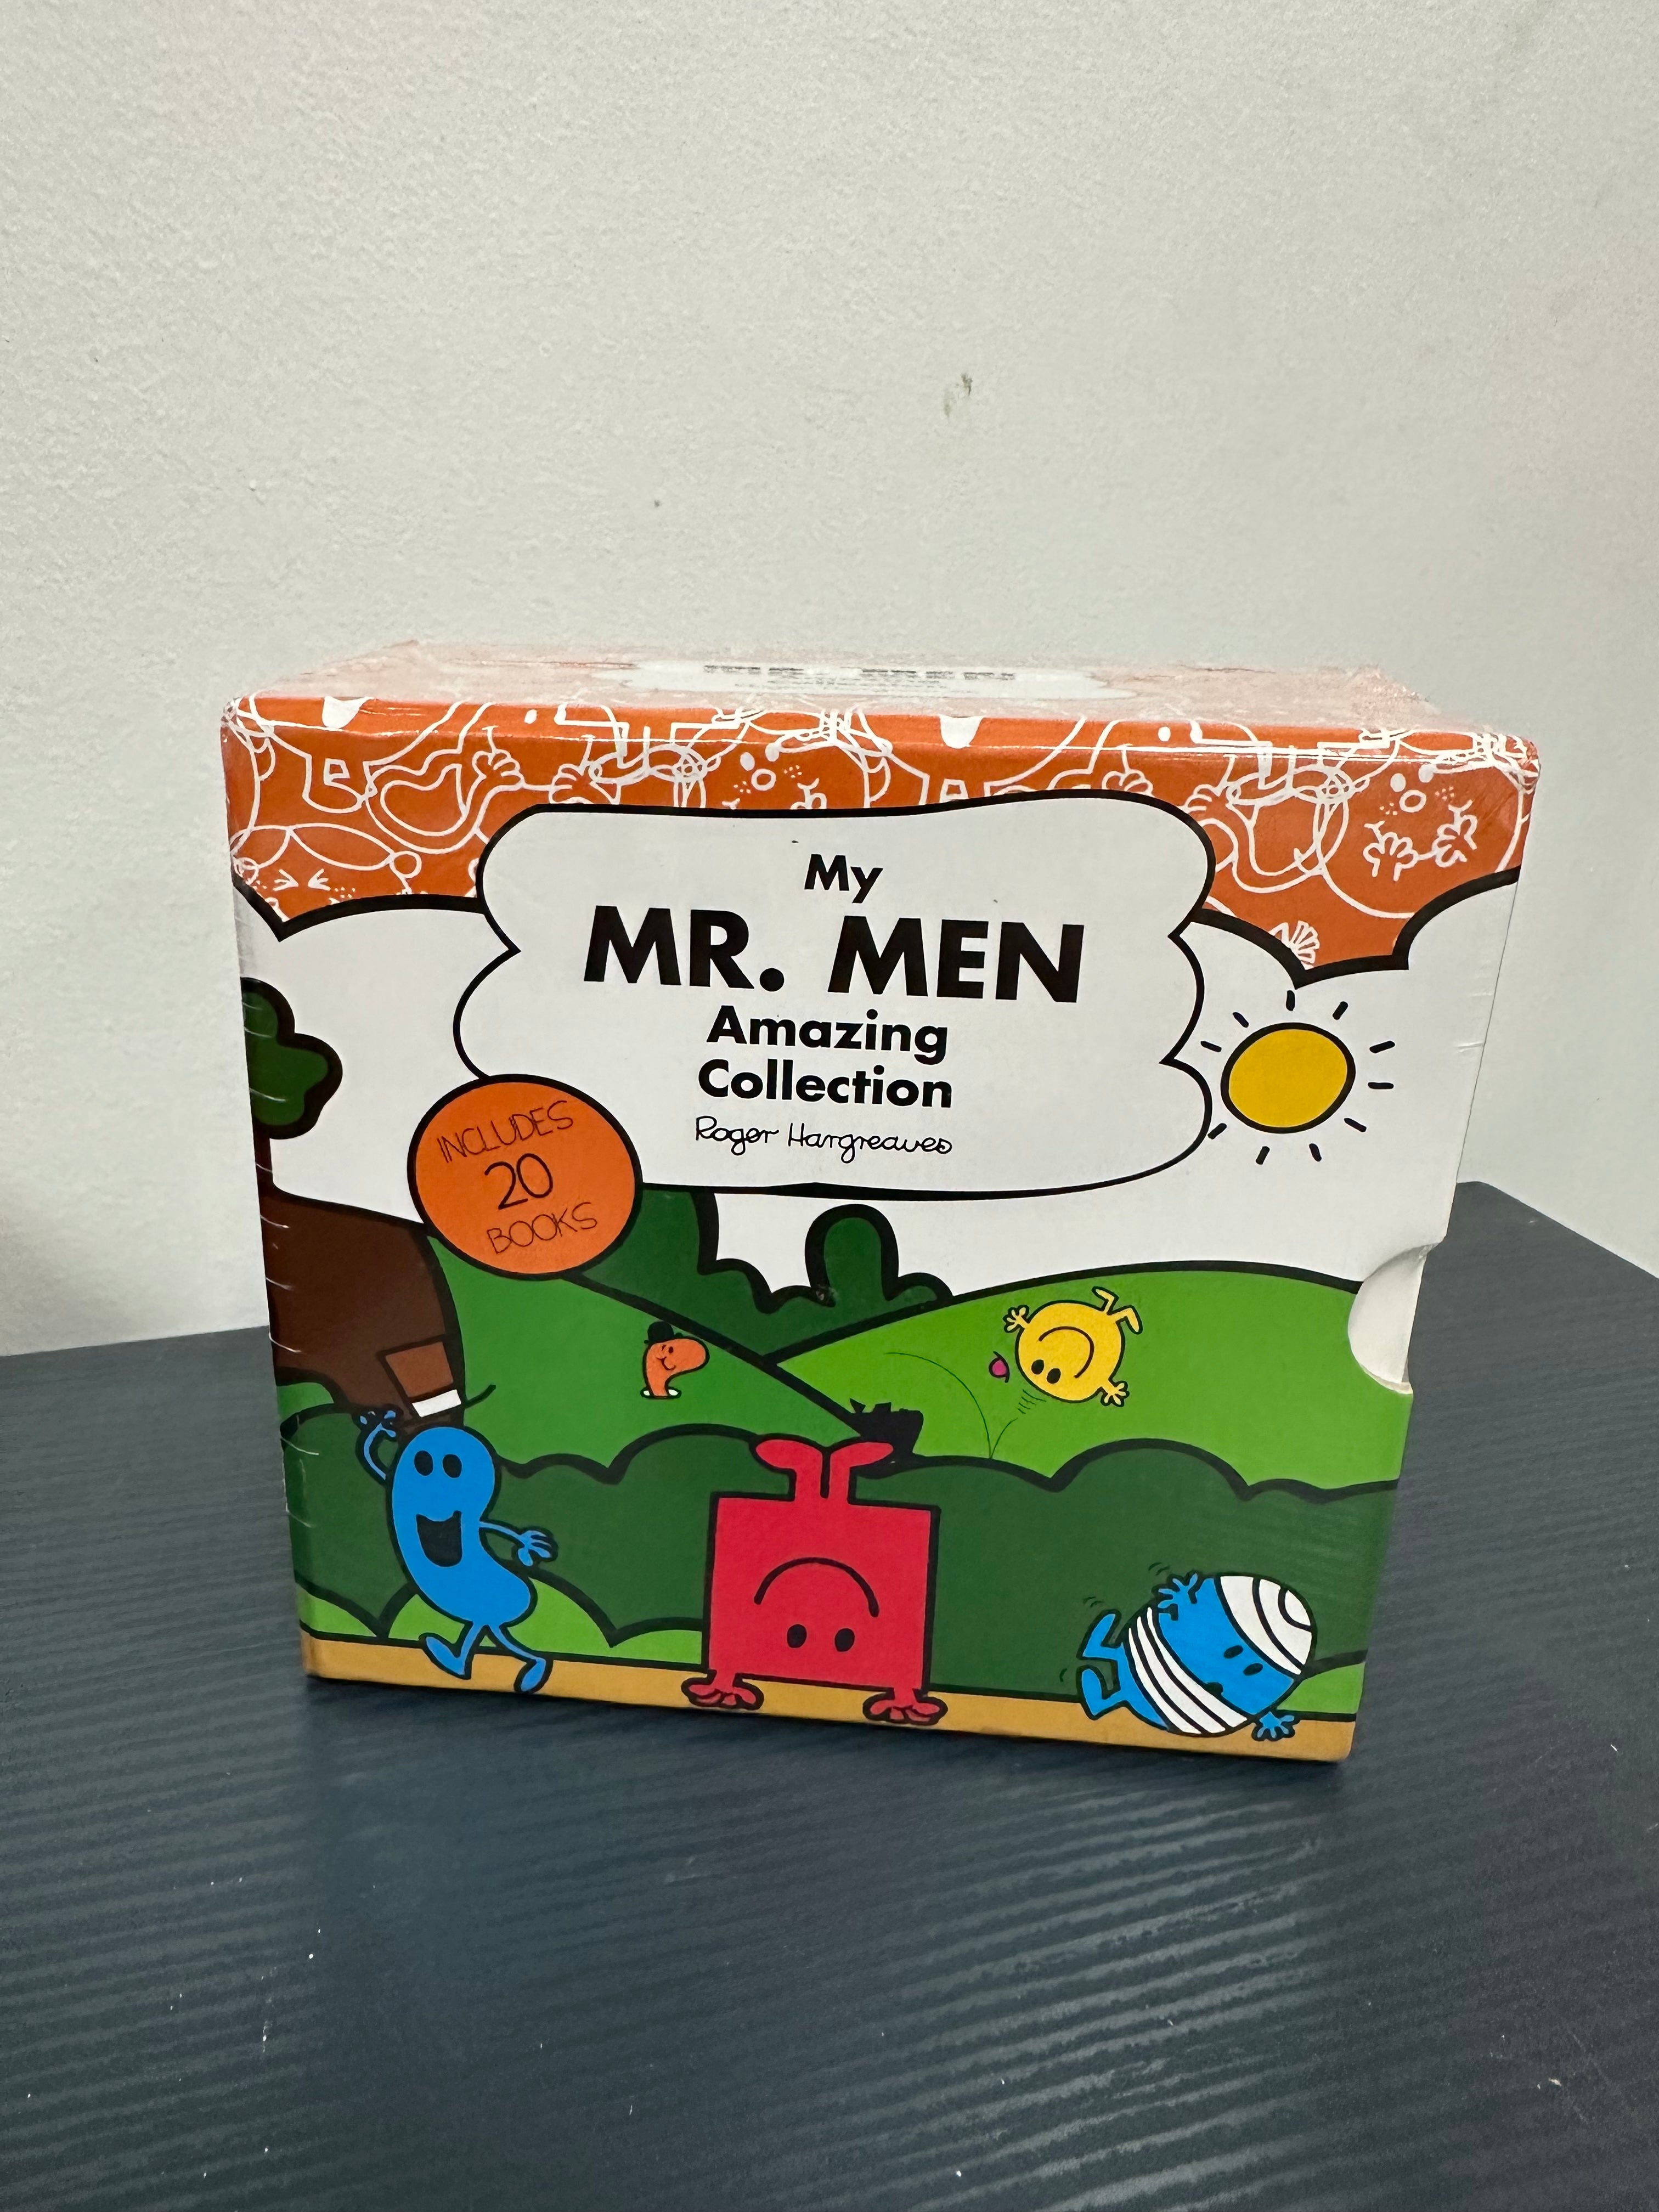 My
MR. MEN
Amazing
Collection
Roger Hargreaves
INCLUDES
20
BOOKS